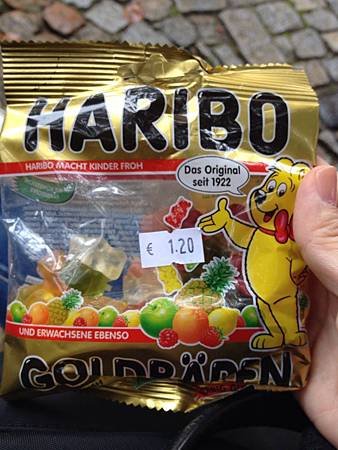 HARIBO
HARIBO MACHT KINDER FROH
Das Original
seit 1922
€ 1.20
UND ERWACHSENE EBENSO
GOLDBÄREN